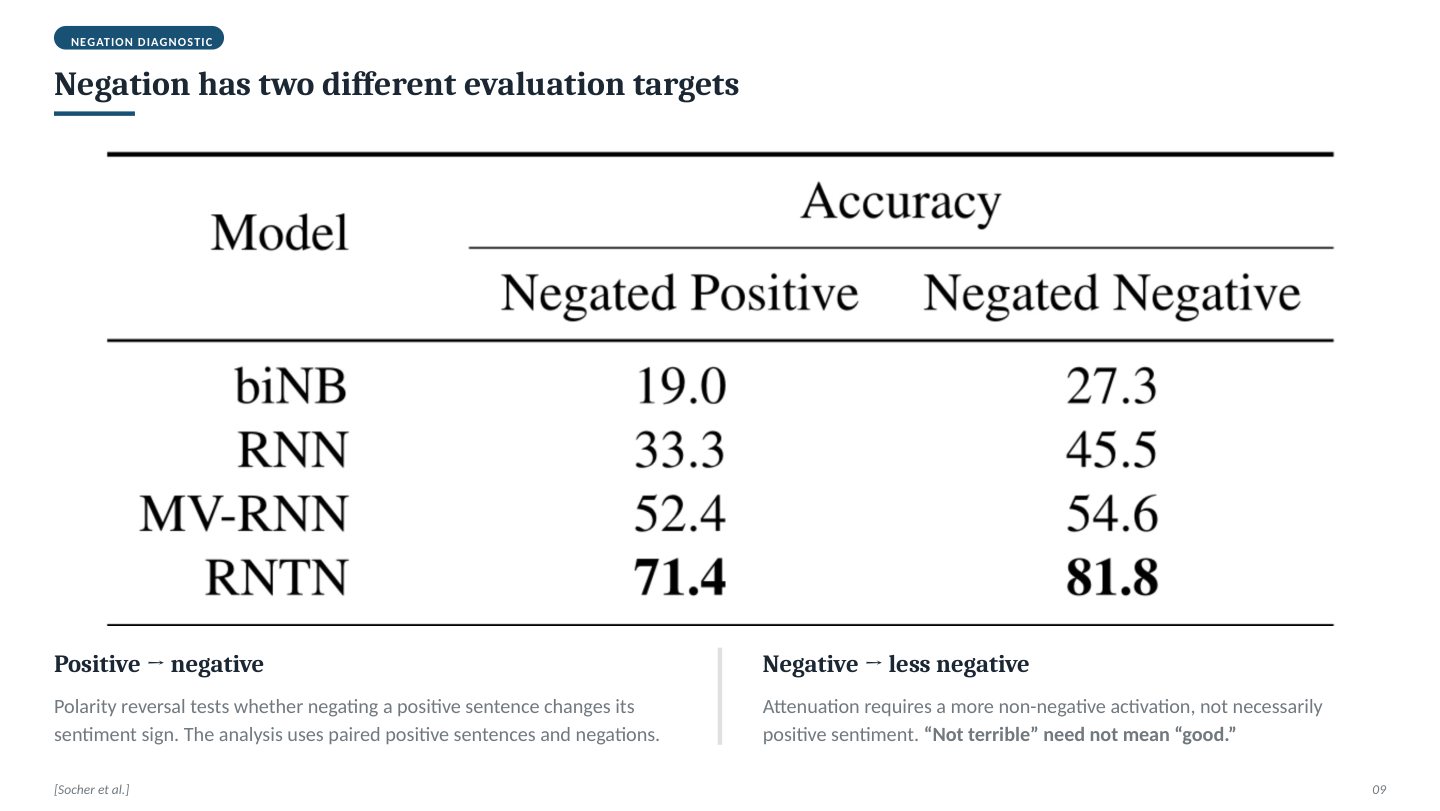 NEGATION DIAGNOSTIC
Negation has two different evaluation targets
Model
Accuracy
Negated Positive Negated Negative
biNB 19.0 27.3
RNN 33.3 45.5
MV-RNN 52.4 54.6
RNTN 71.4 81.8
Positive → negative
Polarity reversal tests whether negating a positive sentence changes its
sentiment sign. The analysis uses paired positive sentences and negations.
Negative → less negative
Attenuation requires a more non-negative activation, not necessarily
positive sentiment. “Not terrible” need not mean “good.”
[Socher et al.]
09